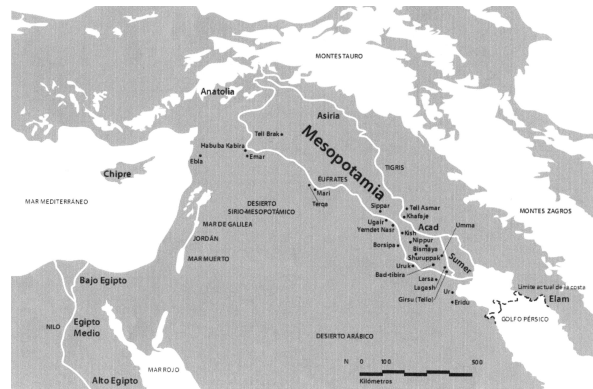 MONTES TAURO
Anatolia
Asiria
Tell Brak
Mesopotamia
Habuba Kabira
Emar
Ebla
TIGRIS
Chipre
ÉUFRATES
Mari
Terqa
MAR MEDITERRÁNEO
DESIERTO
SIRIO-MESOPOTÁMICO
Sippar
Tell Asmar
Khafaje
MONTES ZAGROS
MAR DE GALILEA
Ugair
Yemdet Nasr
Acad
Umma
Kish
JORDÁN
Borsipa
Nippur
Bismaya
Shuruppak
Sumer
MAR MUERTO
Uruk
Bad-tibira
Bajo Egipto
Larsa
Lagash
Girsu (Tello)
Ur
Eridu
Límite actual de la costa
Elam
GOLFO PÉRSICO
NILO
Egipto
Medio
DESIERTO ARÁBICO
MAR ROJO
Alto Egipto
N 0 100 500
Kilómetros